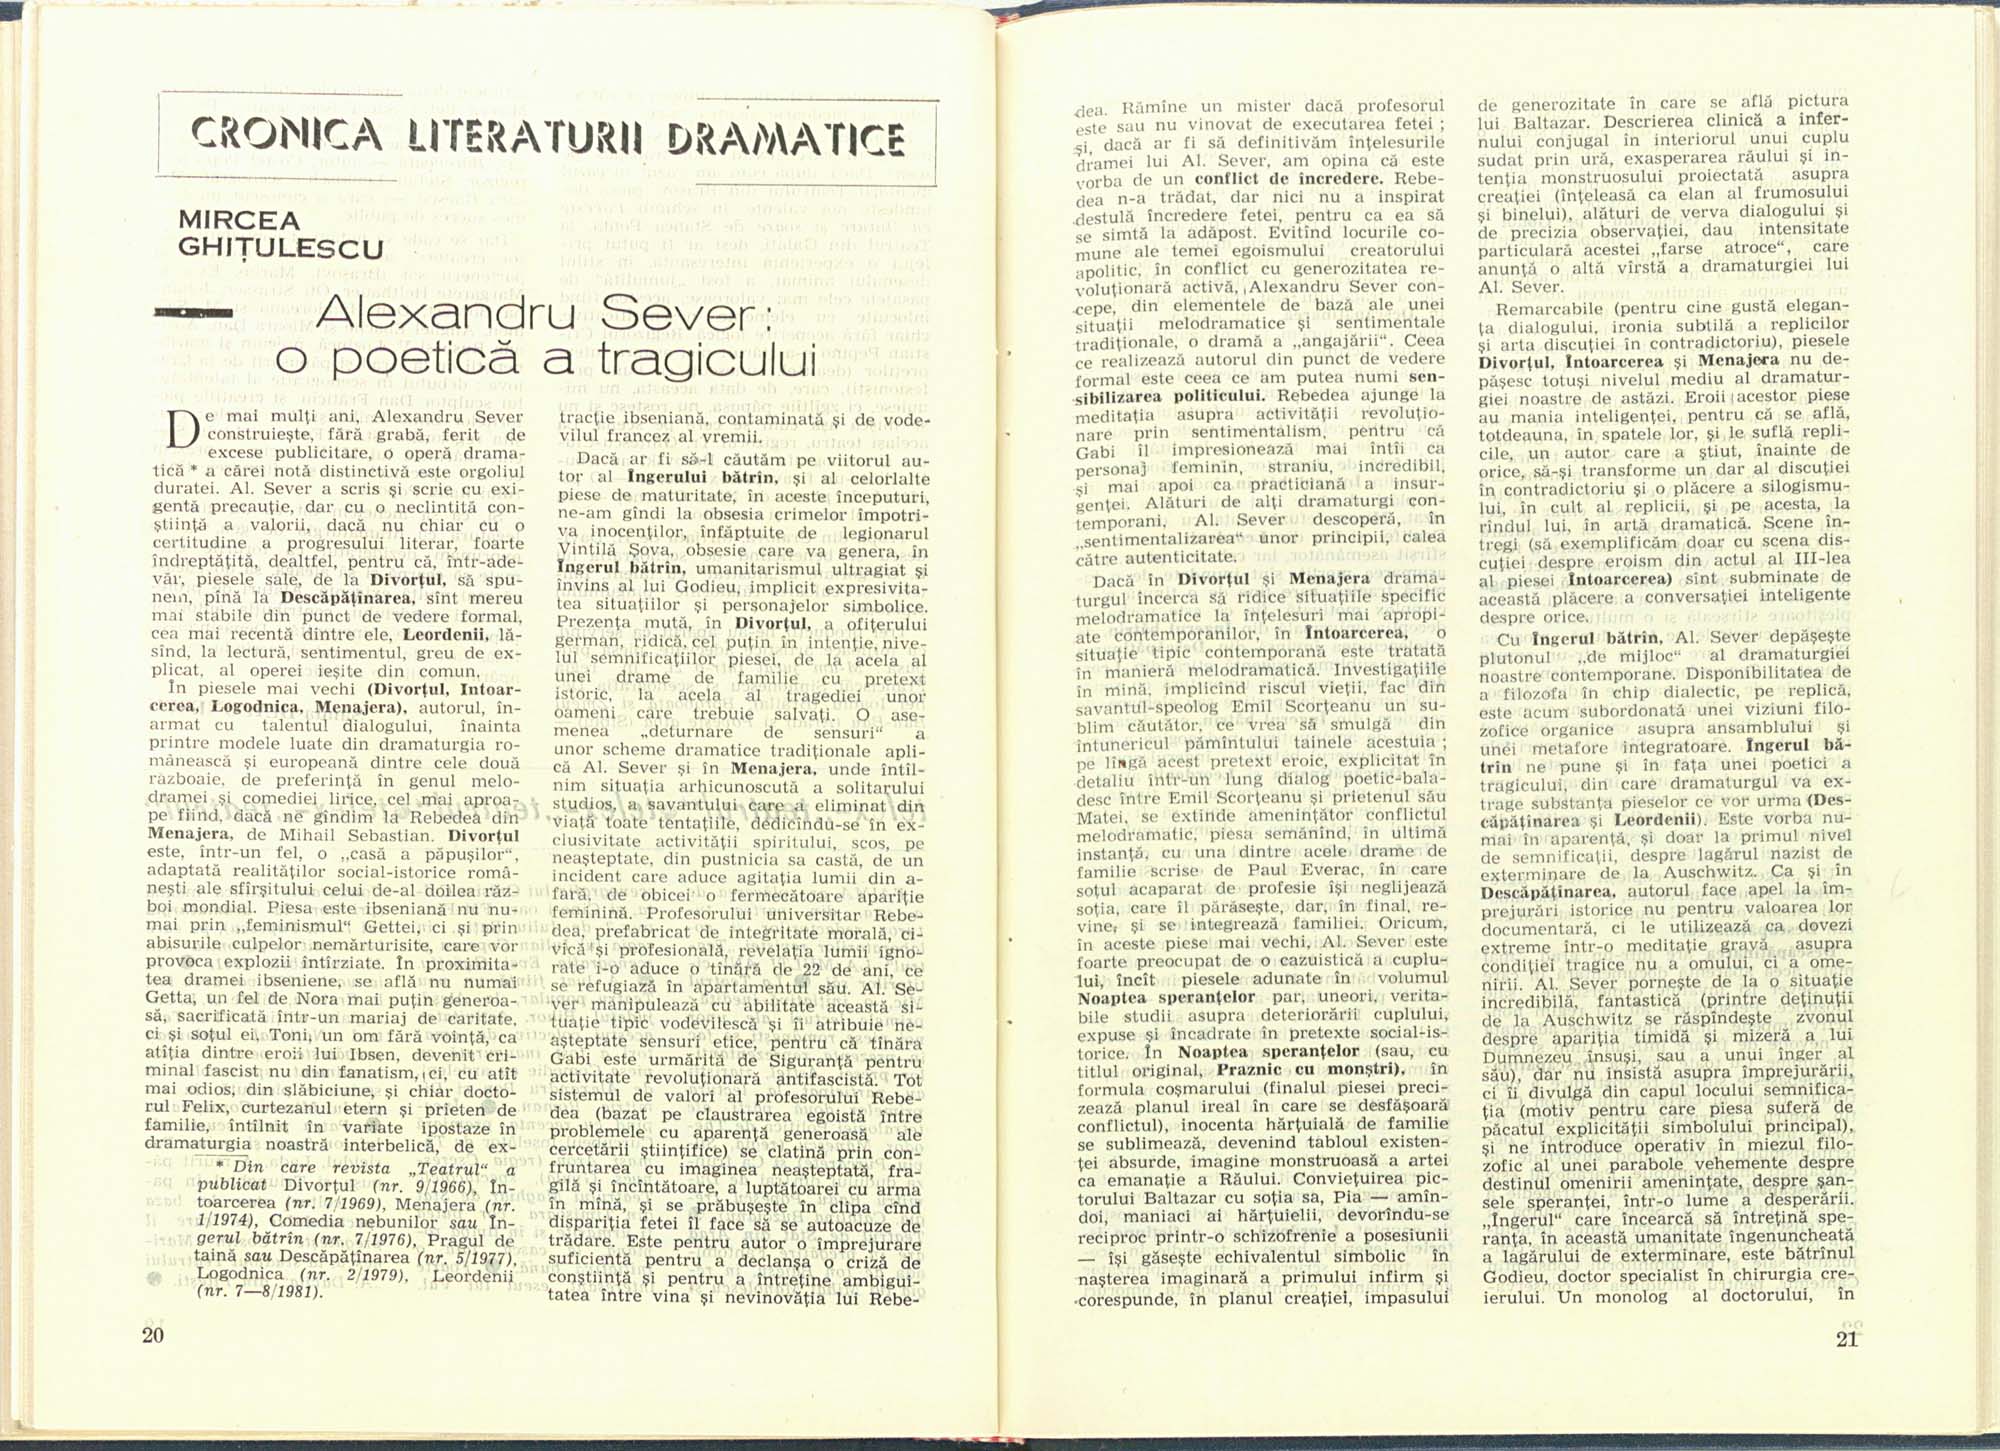 CRONICA LITERATURII DRAMATICE
MIRCEA
GHIȚULESCU
Alexandru Sever:
o poetică a tragicului
De mai mulți ani, Alexandru Sever
construiește, fără grabă, ferit de
excese publicitare, o operă drama-
tică * a cărei notă distinctivă este orgoliul
duratei. Al. Sever a scris și scrie cu exi-
gentă precauție, dar cu o neclintită con-
știință a valorii, dacă nu chiar cu o
certitudine a progresului literar, foarte
îndreptățită, dealtfel, pentru că, într-ade-
văr, piesele sale, de la Divorțul, să spu-
nem, pînă la Descăpățînarea, sînt mereu
mai stabile din punct de vedere formal,
cea mai recentă dintre ele, Leordenii, lă-
sînd, la lectură, sentimentul, greu de ex-
plicat, al operei ieșite din comun.
În piesele mai vechi (Divorțul, Intoar-
cerea, Logodnica, Menajera), autorul, în-
armat cu talentul dialogului, înainta
printre modele luate din dramaturgia ro-
mânească și europeană dintre cele două
războaie, de preferință în genul melo-
dramei și comediei lirice, cel mai aproa-
pe fiind, dacă ne gîndim la Rebedea din
Menajera, de Mihail Sebastian. Divorțul
este, într-un fel, o „casă a păpușilor“,
adaptată realităților social-istorice româ-
nești ale sfîrșitului celui de-al doilea răz-
boi mondial. Piesa este ibseniană nu nu-
mai prin „feminismul“ Gettei, ci și prin
abisurile culpelor nemărturisite, care vor
provoca explozii întîrziate. În proximita-
tea dramei ibseniene, se află nu numai
Getta, un fel de Nora mai puțin generoa-
să, sacrificată într-un mariaj de caritate,
ci și soțul ei, Toni, un om fără voință, ca
atîția dintre eroii lui Ibsen, devenit cri-
minal fascist nu din fanatism, ci, cu atît
mai odios, din slăbiciune, și chiar docto-
rul Felix, curtezanul etern și prieten de
familie, întîlnit în variate ipostaze în
dramaturgia noastră interbelică, de ex-
* Din care revista „Teatrul“ a
publicat Divorțul (nr. 9/1966), În-
toarcerea (nr. 7/1969), Menajera (nr.
1/1974), Comedia nebunilor sau În-
gerul bătrîn (nr. 7/1976), Pragul de
taină sau Descăpățînarea (nr. 5/1977),
Logodnica (nr. 2/1979), Leordenii
(nr. 7—8/1981).
20
tracție ibseniană, contaminată și de vode-
vilul francez al vremii.
Dacă ar fi să-l căutăm pe viitorul au-
tor al Îngerului bătrîn, și al celorlalte
piese de maturitate, în aceste începuturi,
ne-am gîndi la obsesia crimelor împotri-
va inocenților, înfăptuite de legionarul
Vintilă Șova, obsesie care va genera, în
Îngerul bătrîn, umanitarismul ultragiat și
învins al lui Godieu, implicit expresivita-
tea situațiilor și personajelor simbolice.
Prezența mută, în Divorțul, a ofițerului
german, ridică, cel puțin în intenție, nive-
lul semnificațiilor piesei, de la acela al
unei drame de familie cu pretext
istoric, la acela al tragediei unor
oameni care trebuie salvați. O ase-
menea „deturnare de sensuri“ a
unor scheme dramatice tradiționale apli-
că Al. Sever și în Menajera, unde întîl-
nim situația arhicunoscută a solitarului
studios, a savantului care a eliminat din
viață toate tentațiile, dedicîndu-se în ex-
clusivitate activității spiritului, scos, pe
neașteptate, din pustnicia sa castă, de un
incident care aduce agitația lumii din a-
fară, de obicei o fermecătoare apariție
feminină. Profesorului universitar Rebe-
dea, prefabricat de integritate morală, ci-
vică și profesională, revelația lumii igno-
rate i-o aduce o tînără de 22 de ani, ce
se refugiază în apartamentul său. Al. Se-
ver manipulează cu abilitate această si-
tuație tipic vodevilescă și îi atribuie ne-
așteptate sensuri etice, pentru că tînăra
Gabi este urmărită de Siguranță pentru
activitate revoluționară antifascistă. Tot
sistemul de valori al profesorului Rebe-
dea (bazat pe claustrarea egoistă între
problemele cu aparență generoasă ale
cercetării științifice) se clatină prin con-
fruntarea cu imaginea neașteptată, fra-
gilă și încîntătoare, a luptătoarei cu arma
în mînă, și se prăbușește în clipa cînd
dispariția fetei îl face să se autoacuze de
trădare. Este pentru autor o împrejurare
suficientă pentru a declanșa o criză de
conștiință și pentru a întreține ambigui-
tatea între vina și nevinovăția lui Rebe-
dea. Rămîne un mister dacă profesorul
este sau nu vinovat de executarea fetei ;
și, dacă ar fi să definitivăm înțelesurile
dramei lui Al. Sever, am opina că este
vorba de un conflict de încredere. Rebe-
dea n-a trădat, dar nici nu a inspirat
destulă încredere fetei, pentru ca ea să
se simtă la adăpost. Evitînd locurile co-
mune ale temei egoismului creatorului
apolitic, în conflict cu generozitatea re-
voluționară activă, Alexandru Sever con-
cepe, din elementele de bază ale unei
situații melodramatice și sentimentale
tradiționale, o dramă a „angajării“. Ceea
ce realizează autorul din punct de vedere
formal este ceea ce am putea numi sen-
sibilizarea politicului. Rebedea ajunge la
meditația asupra activității revoluțio-
nare prin sentimentalism, pentru că
Gabi îl impresionează mai întîi ca
personaj feminin, straniu, incredibil,
și mai apoi ca practiciană a insur-
genței. Alături de alți dramaturgi con-
temporani, Al. Sever descoperă, în
„sentimentalizarea“ unor principii, calea
către autenticitate.
Dacă în Divorțul și Menajera drama-
turgul încerca să ridice situațiile specific
melodramatice la înțelesuri mai apropi-
ate contemporanilor, în Întoarcerea, o
situație tipic contemporană este tratată
în manieră melodramatică. Investigațiile
în mină, implicînd riscul vieții, fac din
savantul-speolog Emil Scorțeanu un su-
blim căutător, ce vrea să smulgă din
întunericul pămîntului tainele acestuia ;
pe lîngă acest pretext eroic, explicitat în
detaliu într-un lung dialog poetic-bala-
desc între Emil Scorțeanu și prietenul său
Matei, se extinde amenințător conflictul
melodramatic, piesa semănînd, în ultimă
instanță, cu una dintre acele drame de
familie scrise de Paul Everac, în care
soțul acaparat de profesie își neglijează
soția, care îl părăsește, dar, în final, re-
vine, și se integrează familiei. Oricum,
în aceste piese mai vechi, Al. Sever este
foarte preocupat de o cazuistică a cuplu-
lui, încît piesele adunate în volumul
Noaptea speranțelor par, uneori, verita-
bile studii asupra deteriorării cuplului,
expuse și încadrate în pretexte social-is-
torice. În Noaptea speranțelor (sau, cu
titlul original, Praznic cu monștri), în
formula coșmarului (finalul piesei preci-
zează planul ireal în care se desfășoară
conflictul), inocenta hărțuială de familie
se sublimează, devenind tabloul existen-
ței absurde, imagine monstruoasă a artei
ca emanație a Răului. Conviețuirea pic-
torului Baltazar cu soția sa, Pia — amîn-
doi, maniaci ai hărțuielii, devorîndu-se
reciproc printr-o schizofrenie a posesiunii
— își găsește echivalentul simbolic în
nașterea imaginară a primului infirm și
corespunde, în planul creației, impasului
de generozitate în care se află pictura
lui Baltazar. Descrierea clinică a infer-
nului conjugal în interiorul unui cuplu
sudat prin ură, exasperarea răului și in-
tenția monstruosului proiectată asupra
creației (înțeleasă ca elan al frumosului
și binelui), alături de verva dialogului și
de precizia observației, dau intensitate
particulară acestei „farse atroce“, care
anunță o altă vîrstă a dramaturgiei lui
Al. Sever.
Remarcabile (pentru cine gustă elegan-
ța dialogului, ironia subtilă a replicilor
și arta discuției în contradictoriu), piesele
Divorțul, Intoarcerea și Menajera nu de-
pășesc totuși nivelul mediu al dramatur-
giei noastre de astăzi. Eroii acestor piese
au mania inteligenței, pentru că se află,
totdeauna, în spatele lor, și le suflă repli-
cile, un autor care a știut, înainte de
orice, să-și transforme un dar al discuției
în contradictoriu și o plăcere a silogismu-
lui, în cult al replicii, și pe acesta, la
rîndul lui, în artă dramatică. Scene în-
tregi (să exemplificăm doar cu scena dis-
cuției despre eroism din actul al III-lea
al piesei Întoarcerea) sînt subminate de
această plăcere a conversației inteligente
despre orice.
Cu Îngerul bătrîn, Al. Sever depășește
plutonul „de mijloc“ al dramaturgiei
noastre contemporane. Disponibilitatea de
a filozofa în chip dialectic, pe replică,
este acum subordonată unei viziuni filo-
zofice organice asupra ansamblului și
unei metafore integratoare. Îngerul bă-
trîn ne pune și în fața unei poetici a
tragicului, din care dramaturgul va ex-
trage substanța pieselor ce vor urma (Des-
căpățînarea și Leordenii). Este vorba nu-
mai în aparență, și doar la primul nivel
de semnificații, despre lagărul nazist de
exterminare de la Auschwitz. Ca și în
Descăpățînarea, autorul face apel la îm-
prejurări istorice nu pentru valoarea lor
documentară, ci le utilizează ca dovezi
extreme într-o meditație gravă asupra
condiției tragice nu a omului, ci a ome-
nirii. Al. Sever pornește de la o situație
incredibilă, fantastică (printre deținuții
de la Auschwitz se răspîndește zvonul
despre apariția timidă și mizeră a lui
Dumnezeu însuși, sau a unui înger al
său), dar nu insistă asupra împrejurării,
ci îi divulgă din capul locului semnifica-
ția (motiv pentru care piesa suferă de
păcatul explicității simbolului principal),
și ne introduce operativ în miezul filo-
zofic al unei parabole vehemente despre
destinul omenirii amenințate, despre șan-
sele speranței, într-o lume a desperării.
„Îngerul“ care încearcă să întrețină spe-
ranța, în această umanitate îngenuncheată
a lagărului de exterminare, este bătrînul
Godieu, doctor specialist în chirurgia cre-
ierului. Un monolog al doctorului, în
21